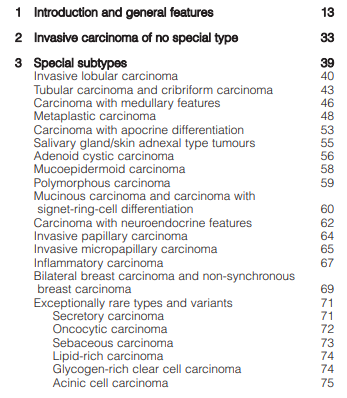 1 Introduction and general features 13
2 Invasive carcinoma of no special type 33
3 Special subtypes 39
Invasive lobular carcinoma 40
Tubular carcinoma and cribriform carcinoma 43
Carcinoma with medullary features 46
Metaplastic carcinoma 48
Carcinoma with apocrine differentiation 53
Salivary gland/skin adnexal type tumours 55
Adenoid cystic carcinoma 56
Mucoepidermoid carcinoma 58
Polymorphous carcinoma 59
Mucinous carcinoma and carcinoma with
signet-ring-cell differentiation 60
Carcinoma with neuroendocrine features 62
Invasive papillary carcinoma 64
Invasive micropapillary carcinoma 65
Inflammatory carcinoma 67
Bilateral breast carcinoma and non-synchronous
breast carcinoma 69
Exceptionally rare types and variants 71
Secretory carcinoma 71
Oncocytic carcinoma 72
Sebaceous carcinoma 73
Lipid-rich carcinoma 74
Glycogen-rich clear cell carcinoma 74
Acinic cell carcinoma 75